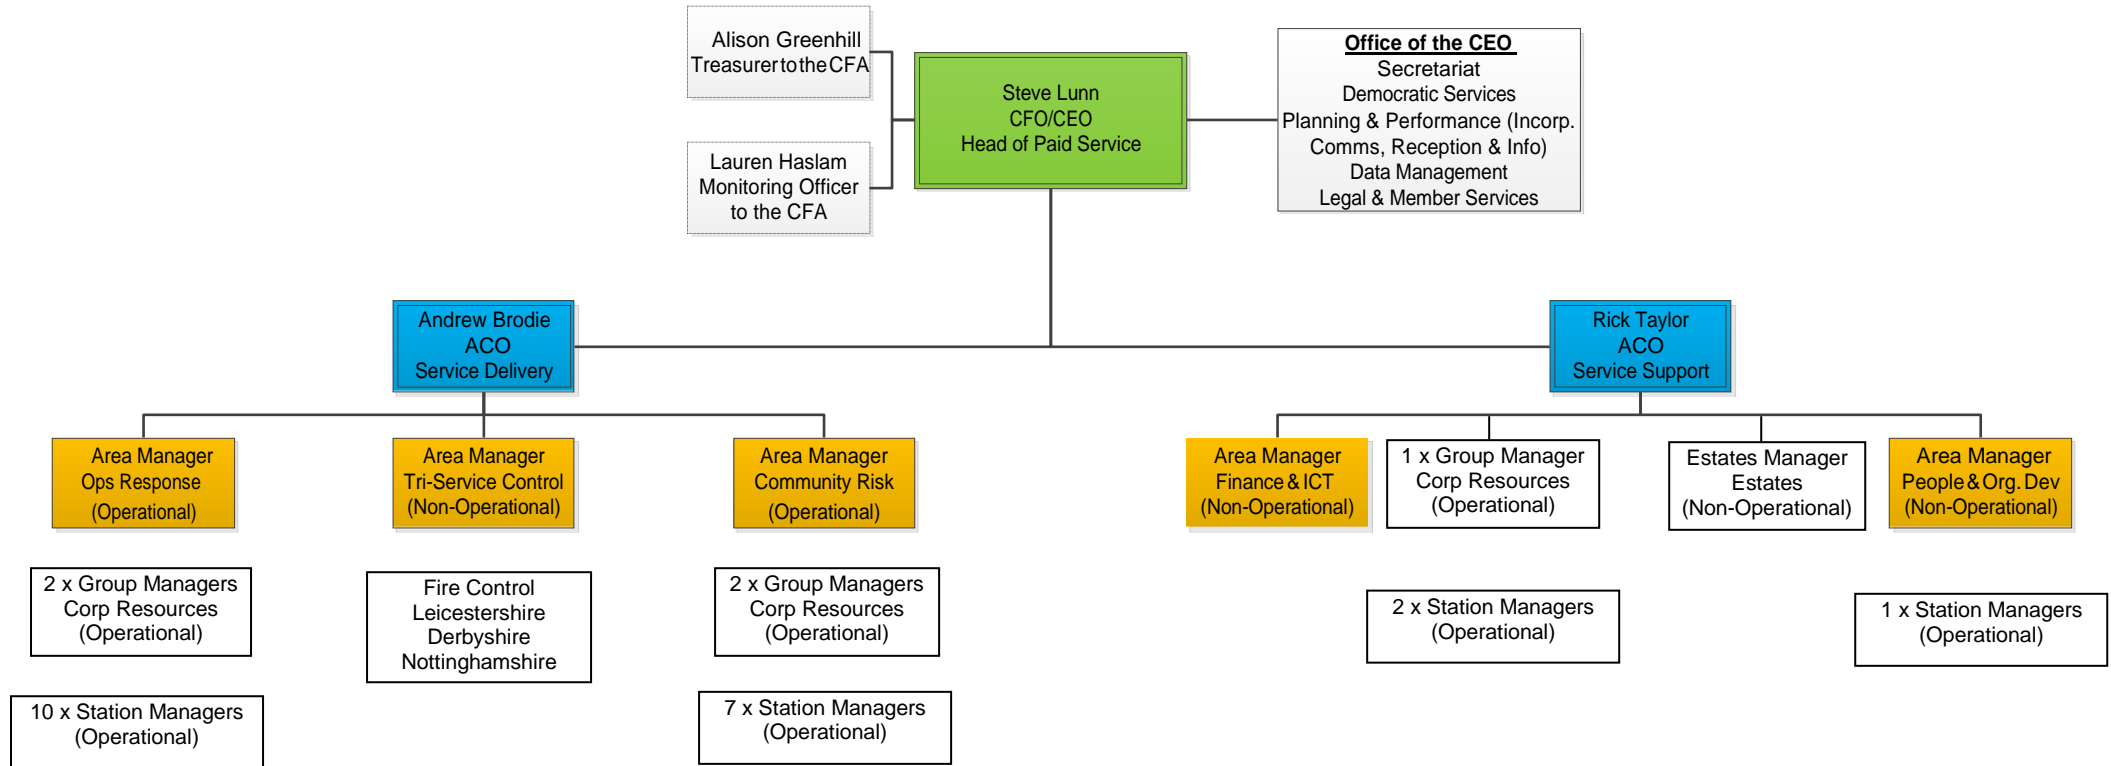 Alison Greenhill
Treasurer to the CFA
Lauren Haslam
Monitoring Officer
to the CFA
Steve Lunn
CFO/CEO
Head of Paid Service
Office of the CEO
Secretariat
Democratic Services
Planning & Performance (Incorp.
Comms, Reception & Info)
Data Management
Legal & Member Services
Andrew Brodie
ACO
Service Delivery
Rick Taylor
ACO
Service Support
Area Manager
Ops Response
(Operational)
Area Manager
Tri-Service Control
(Non-Operational)
Area Manager
Community Risk
(Operational)
Area Manager
Finance & ICT
(Non-Operational)
1 x Group Manager
Corp Resources
(Operational)
Estates Manager
Estates
(Non-Operational)
Area Manager
People & Org. Dev
(Non-Operational)
2 x Group Managers
Corp Resources
(Operational)
Fire Control
Leicestershire
Derbyshire
Nottinghamshire
2 x Group Managers
Corp Resources
(Operational)
2 x Station Managers
(Operational)
1 x Station Managers
(Operational)
10 x Station Managers
(Operational)
7 x Station Managers
(Operational)